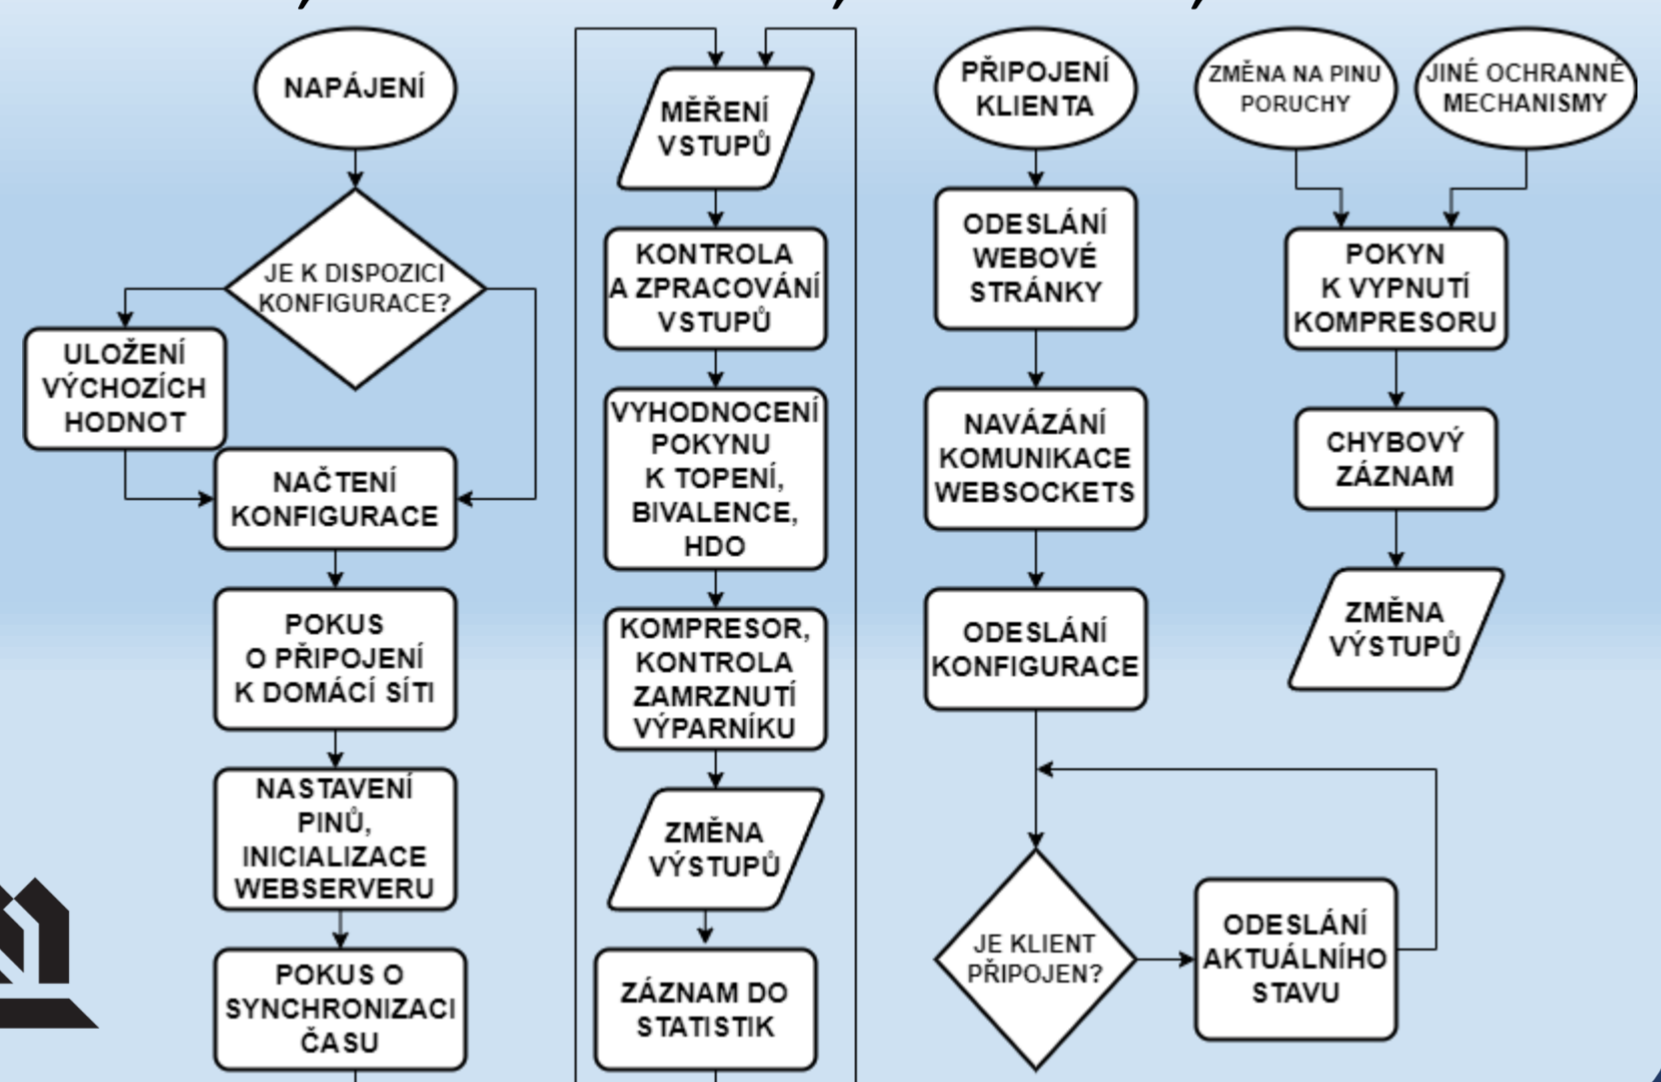 NAPÁJENÍ
JE K DISPOZICI
KONFIGURACE?
ULOŽENÍ
VÝCHOZÍCH
HODNOT
NAČTENÍ
KONFIGURACE
POKUS
O PŘIPOJENÍ
K DOMÁCÍ SÍTI
NASTAVENÍ
PINŮ,
INICIALIZACE
WEBSERVERU
POKUS O
SYNCHRONIZACI
ČASU
MĚŘENÍ
VSTUPŮ
KONTROLA
A ZPRACOVÁNÍ
VSTUPŮ
VYHODNOCENÍ
POKYNU
K TOPENÍ,
BIVALENCE,
HDO
KOMPRESOR,
KONTROLA
ZAMRZNUTÍ
VÝPARNÍKU
ZMĚNA
VÝSTUPŮ
ZÁZNAM DO
STATISTIK
PŘIPOJENÍ
KLIENTA
ODESLÁNÍ
WEBOVÉ
STRÁNKY
NAVÁZÁNÍ
KOMUNIKACE
WEBSOCKETS
ODESLÁNÍ
KONFIGURACE
JE KLIENT
PŘIPOJEN?
ODESLÁNÍ
AKTUÁLNÍHO
STAVU
ZMĚNA NA PINU
PORUCHY
JINÉ OCHRANNÉ
MECHANISMY
POKYN
K VYPNUTÍ
KOMPRESORU
CHYBOVÝ
ZÁZNAM
ZMĚNA
VÝSTUPŮ